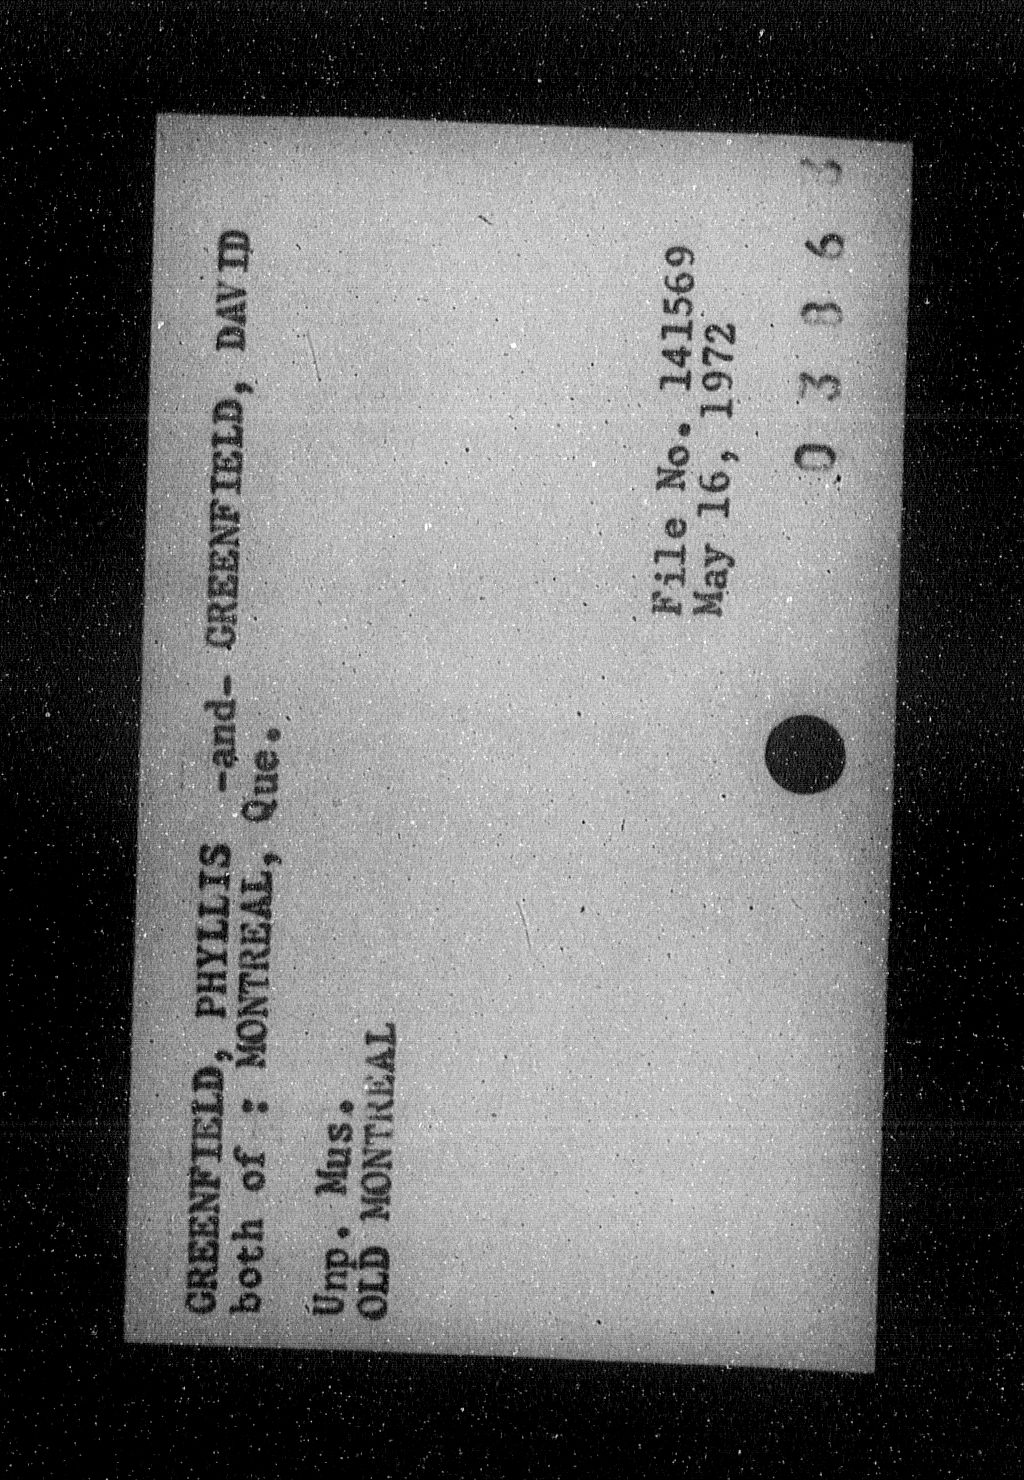 GREENFIELD, PHYLLIS -and- GREENFIELD, DAVID
both of : MONTREAL, Que.
Unp. Mus.
OLD MONTREAL
File No. 141569
May 16, 1972
0 3 8 6 3